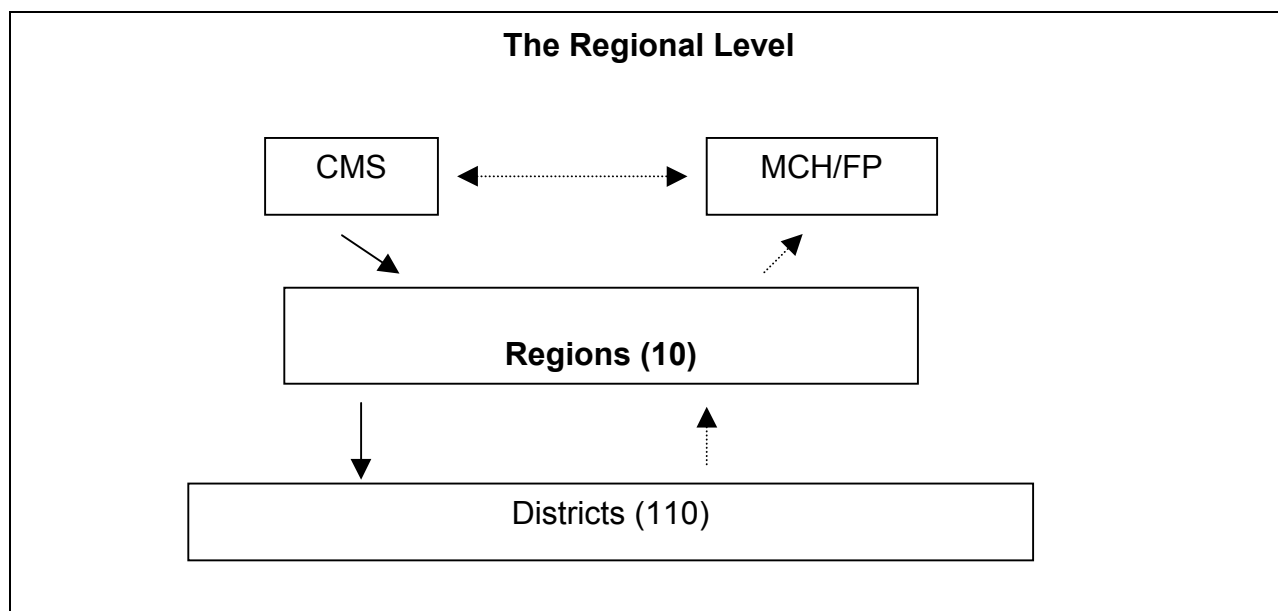 The Regional Level
CMS
MCH/FP
Regions (10)
Districts (110)